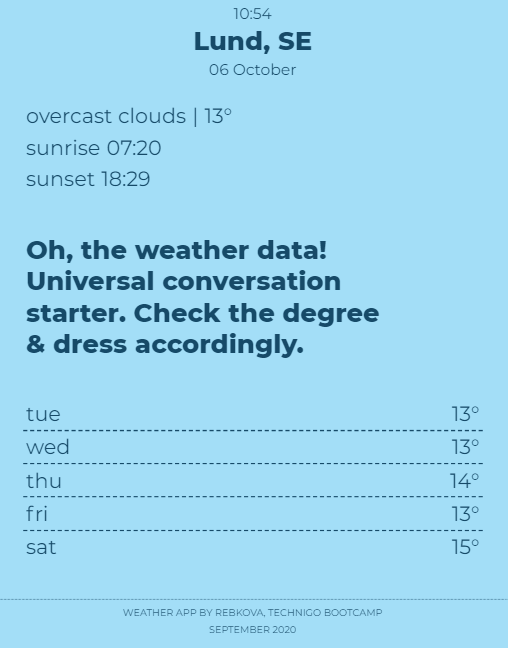 10:54
Lund, SE
06 October
overcast clouds | 13°
sunrise 07:20
sunset 18:29
Oh, the weather data!
Universal conversation
starter. Check the degree
& dress accordingly.
tue 13°
wed 13°
thu 14°
fri 13°
sat 15°
WEATHER APP BY REBKOVA, TECHNIGO BOOTCAMP
SEPTEMBER 2020